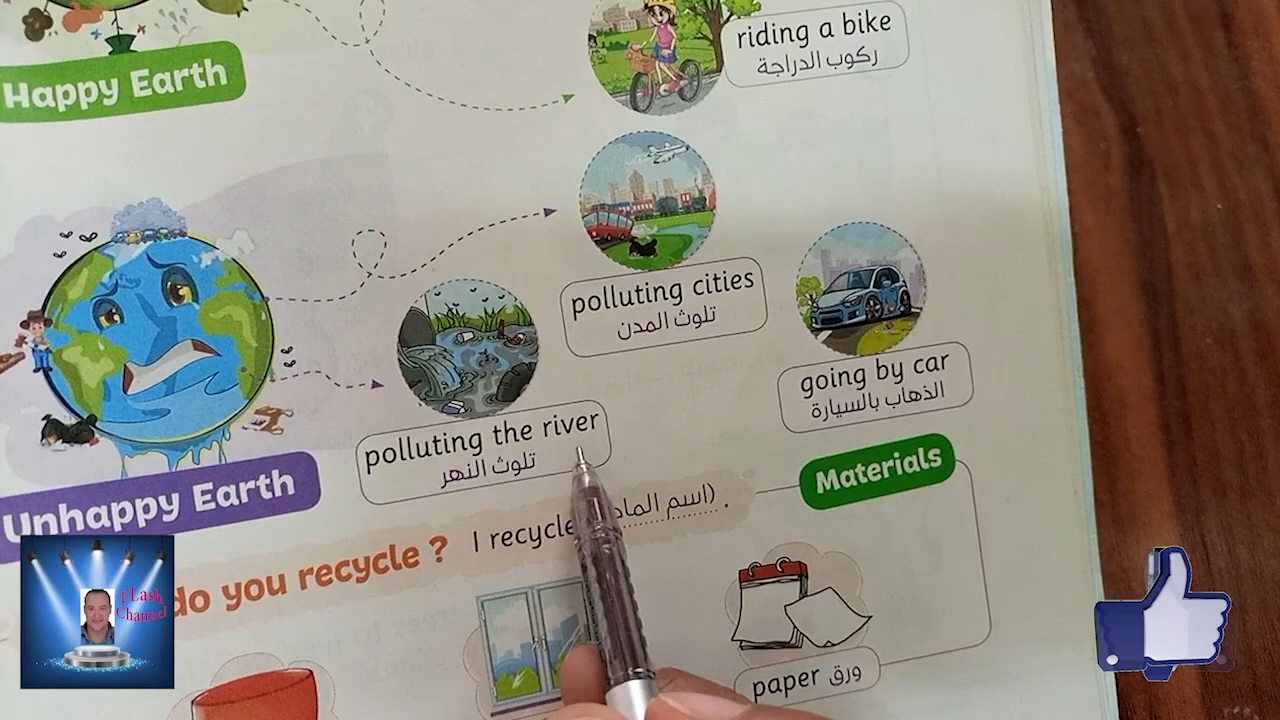 riding a bike
ركوب الدراجة
Happy Earth
polluting cities
تلوث المدن
going by car
الذهاب بالسيارة
polluting the river
تلوث النهر
Unhappy Earth
Materials
do you recycle ? I recycle (اسم .
paper ورق
FLash
Channel